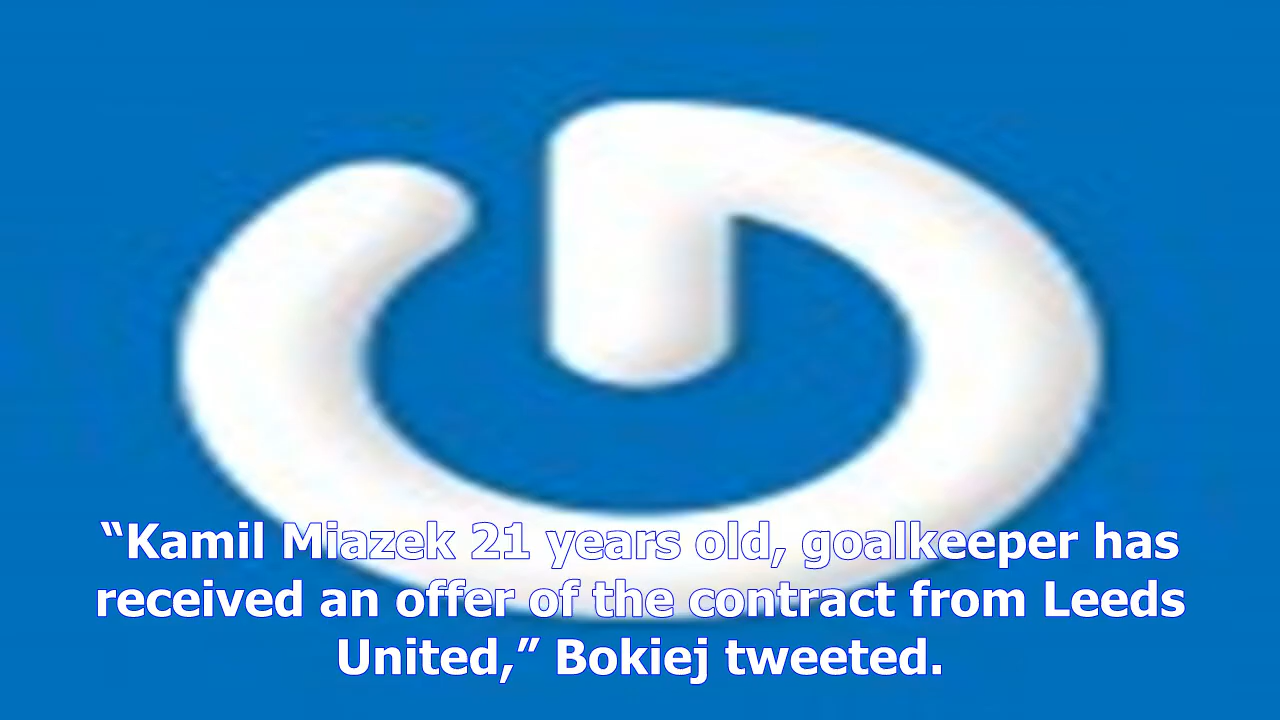 “Kamil Miazek 21 years old, goalkeeper has
received an offer of the contract from Leeds
United,” Bokiej tweeted.